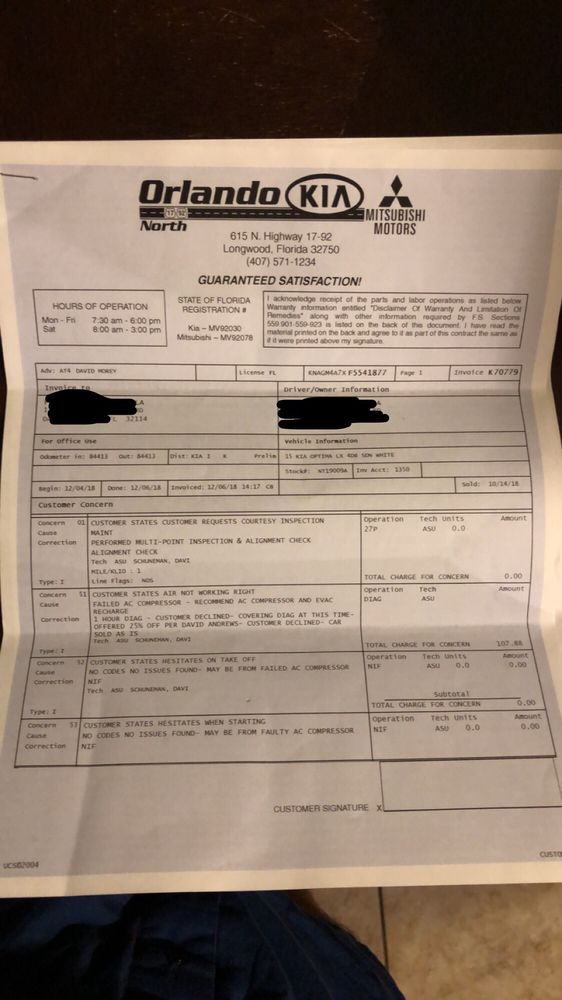 Orlando KIA
17 92
North
MITSUBISHI
MOTORS
615 N. Highway 17-92
Longwood, Florida 32750
(407) 571-1234
GUARANTEED SATISFACTION!
HOURS OF OPERATION
Mon - Fri 7:30 am - 6:00 pm
Sat 8:00 am - 3:00 pm
STATE OF FLORIDA
REGISTRATION #
Kia – MV92030
Mitsubishi – MV92078
I acknowledge receipt of the parts and labor operations as listed below
Warranty information entitled "Disclaimer Of Warranty And Limitation Of
Remedies" along with other information required by F.S. Sections
559.901-559-923 is listed on the back of this document. I have read the
material printed on the back and agree to it as part of this contract the same as
if it were printed above my signature.
Adv: AT4 DAVID MOREY License FL KNAGM4A7X F5541877 Page 1 Invoice K70779
Invoice to Driver/Owner Information
32114
For Office Use Vehicle Information
Odometer in: 84413 Out: 84413 Dist: KIA I K Prelim 15 KIA OPTIMA LX 4DR SDN WHITE
Stock#: NT19009A Inv Acct: 1350
Begin: 12/04/18 Done: 12/06/18 Invoiced: 12/06/18 14:17 CB Sold: 10/14/18
Customer Concern
Concern 01 CUSTOMER STATES CUSTOMER REQUESTS COURTESY INSPECTION Operation Tech Units Amount
Cause MAINT 27P ASU 0.0
Correction PERFORMED MULTI-POINT INSPECTION & ALIGNMENT CHECK
ALIGNMENT CHECK
Tech ASU SCHUNEMAN, DAVI
MILE/KLIO : 1
Type: I Line Flags: NDS TOTAL CHARGE FOR CONCERN 0.00
Concern 51 CUSTOMER STATES AIR NOT WORKING RIGHT Operation Tech Amount
Cause FAILED AC COMPRESSOR - RECOMMEND AC COMPRESSOR AND EVAC DIAG ASU
RECHARGE
Correction 1 HOUR DIAG - CUSTOMER DECLINED- COVERING DIAG AT THIS TIME-
OFFERED 25% OFF PER DAVID ANDREWS- CUSTOMER DECLINED- CAR
SOLD AS IS
Tech ASU SCHUNEMAN, DAVI
Type: I TOTAL CHARGE FOR CONCERN 107.88
Concern 52 CUSTOMER STATES HESITATES ON TAKE OFF Operation Tech Units Amount
Cause NO CODES NO ISSUES FOUND- MAY BE FROM FAILED AC COMPRESSOR NIF ASU 0.0 0.00
Correction NIF
Tech ASU SCHUNEMAN, DAVI
Subtotal
Type: I TOTAL CHARGE FOR CONCERN 0.00
Concern 53 CUSTOMER STATES HESITATES WHEN STARTING Operation Tech Units Amount
Cause NO CODES NO ISSUES FOUND- MAY BE FROM FAULTY AC COMPRESSOR NIF ASU 0.0 0.00
Correction NIF
CUSTOMER SIGNATURE X
UCSB2004 CUSTO